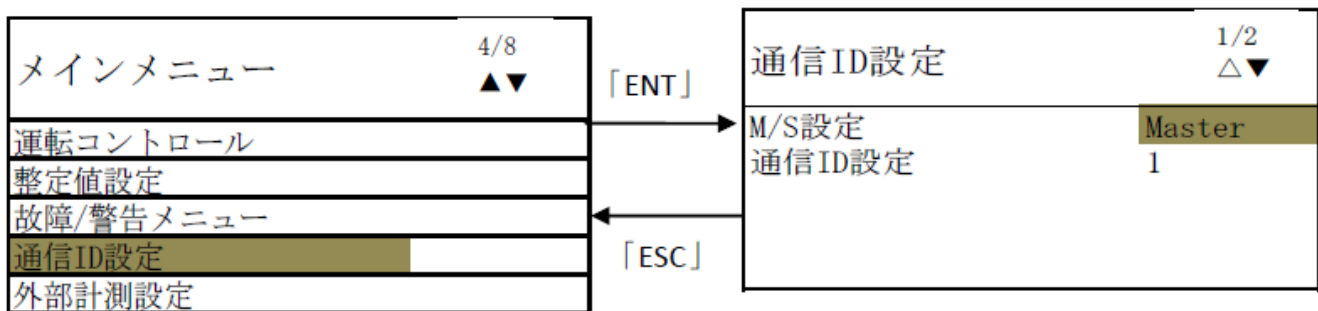 メインメニュー
4/8
▲▼
運転コントロール
整定値設定
故障/警告メニュー
通信ID設定
外部計測設定
「ENT」
「ESC」
通信ID設定
1/2
△▼
M/S設定 Master
通信ID設定 1